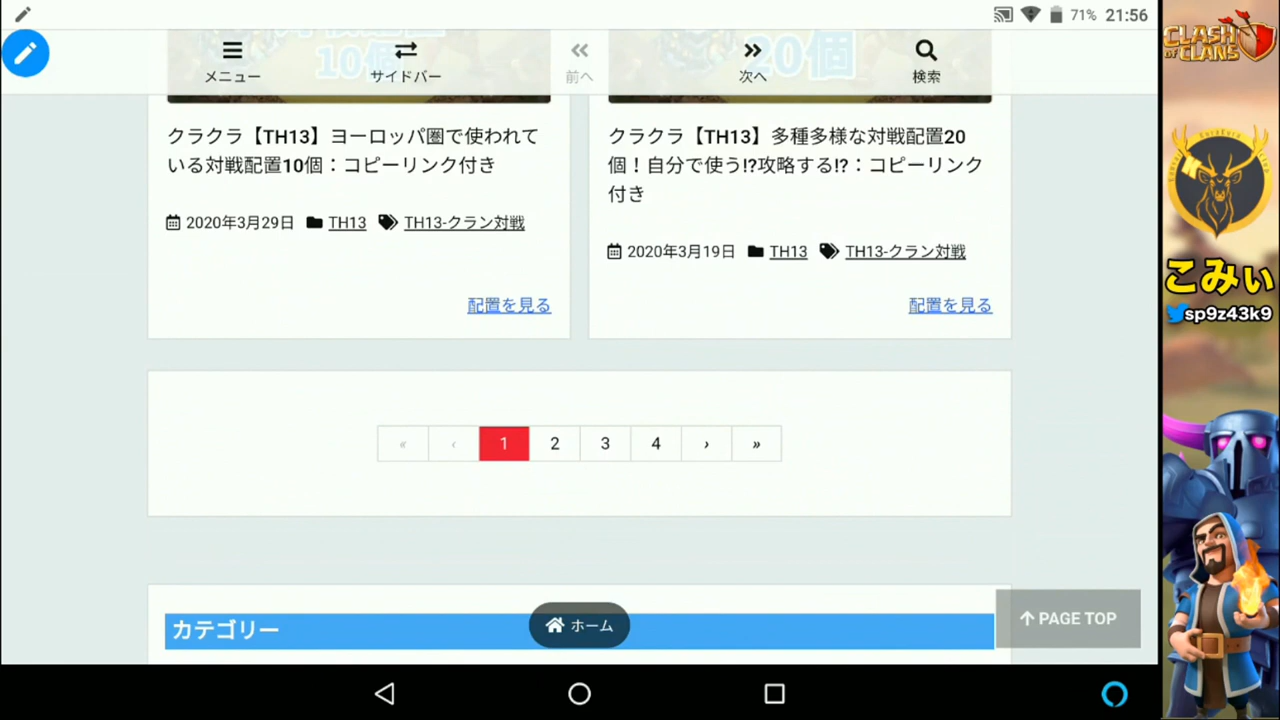 71% 21:56
メニュー
サイドバー
前へ
次へ
検索
10個
20個
クラクラ【TH13】ヨーロッパ圏で使われて
いる対戦配置10個：コピーリンク付き
2020年3月29日 TH13 TH13-クラン対戦
配置を見る
クラクラ【TH13】多種多様な対戦配置20
個！自分で使う!?攻略する!?：コピーリンク
付き
2020年3月19日 TH13 TH13-クラン対戦
配置を見る
« ‹ 1 2 3 4 › »
カテゴリー
ホーム
PAGE TOP
CLASH
OF CLANS
こみぃ
sp9z43k9